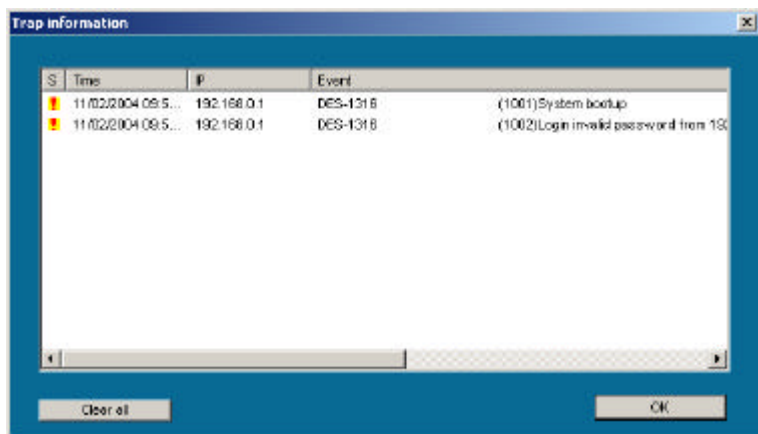 Trap information
S Time IP Event
11/02/2004 09:5... 192.168.0.1 DES-1316 (1001)System bootup
11/02/2004 09:5... 192.168.0.1 DES-1316 (1002)Login invalid password from 192
Clear all OK